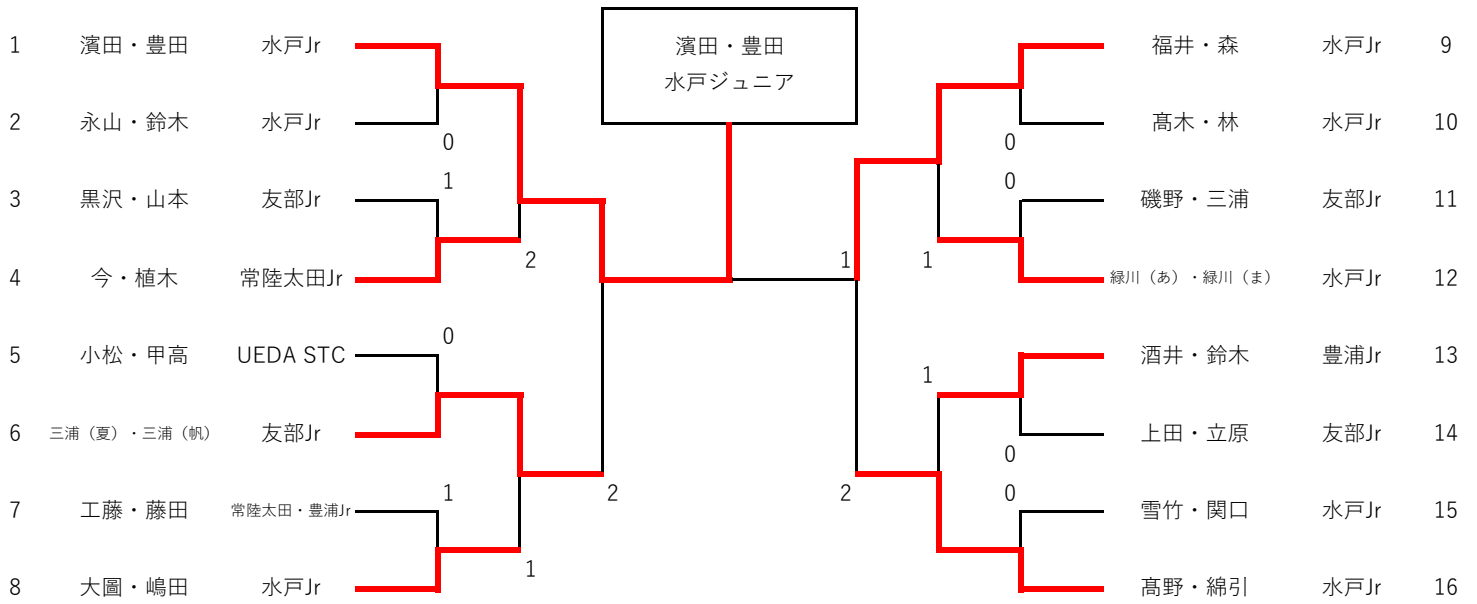 濱田・豊田
水戸ジュニア
1 濱田・豊田 水戸Jr
2 永山・鈴木 水戸Jr
0
1
3 黒沢・山本 友部Jr
2
4 今・植木 常陸太田Jr
0
5 小松・甲高 UEDA STC
6 三浦（夏）・三浦（帆） 友部Jr
1
2
7 工藤・藤田 常陸太田・豊浦Jr
1
8 大圖・嶋田 水戸Jr
福井・森 水戸Jr 9
髙木・林 水戸Jr 10
0
0
磯野・三浦 友部Jr 11
1
1
緑川（あ）・緑川（ま） 水戸Jr 12
酒井・鈴木 豊浦Jr 13
1
上田・立原 友部Jr 14
0
2
0
雪竹・関口 水戸Jr 15
髙野・綿引 水戸Jr 16